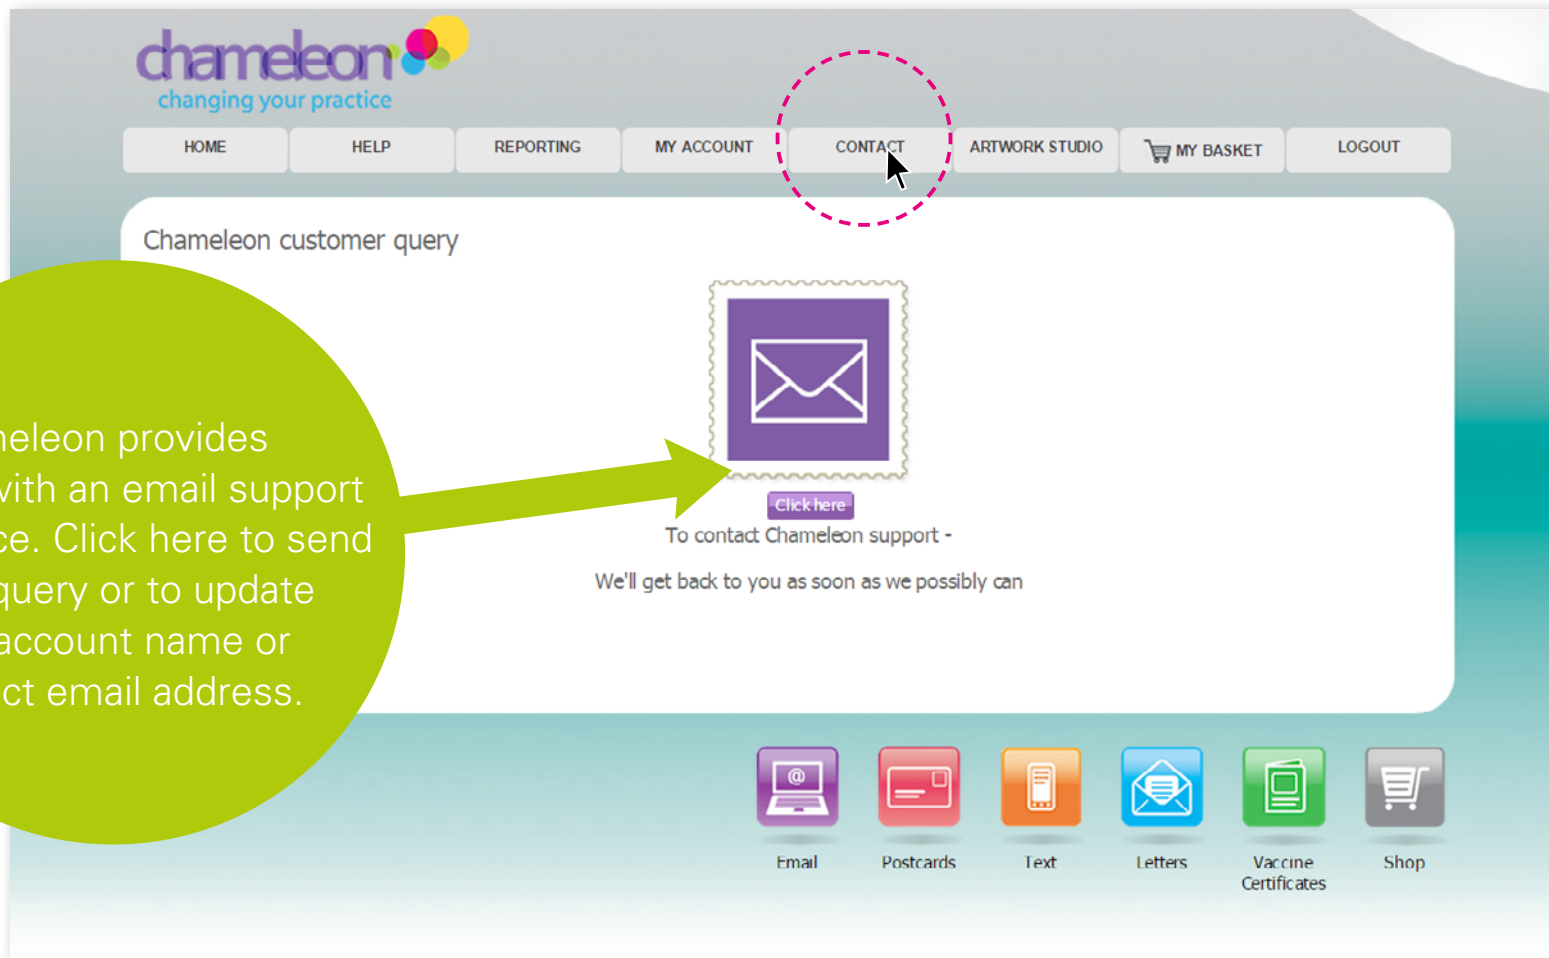 chameleon
changing your practice
HOME HELP REPORTING MY ACCOUNT CONTACT ARTWORK STUDIO MY BASKET LOGOUT
Chameleon customer query
meleon provides
with an email support
ce. Click here to send
query or to update
account name or
ct email address.
Click here
To contact Chameleon support -
We'll get back to you as soon as we possibly can
@
Email Postcards Text Letters Vaccine Certificates Shop